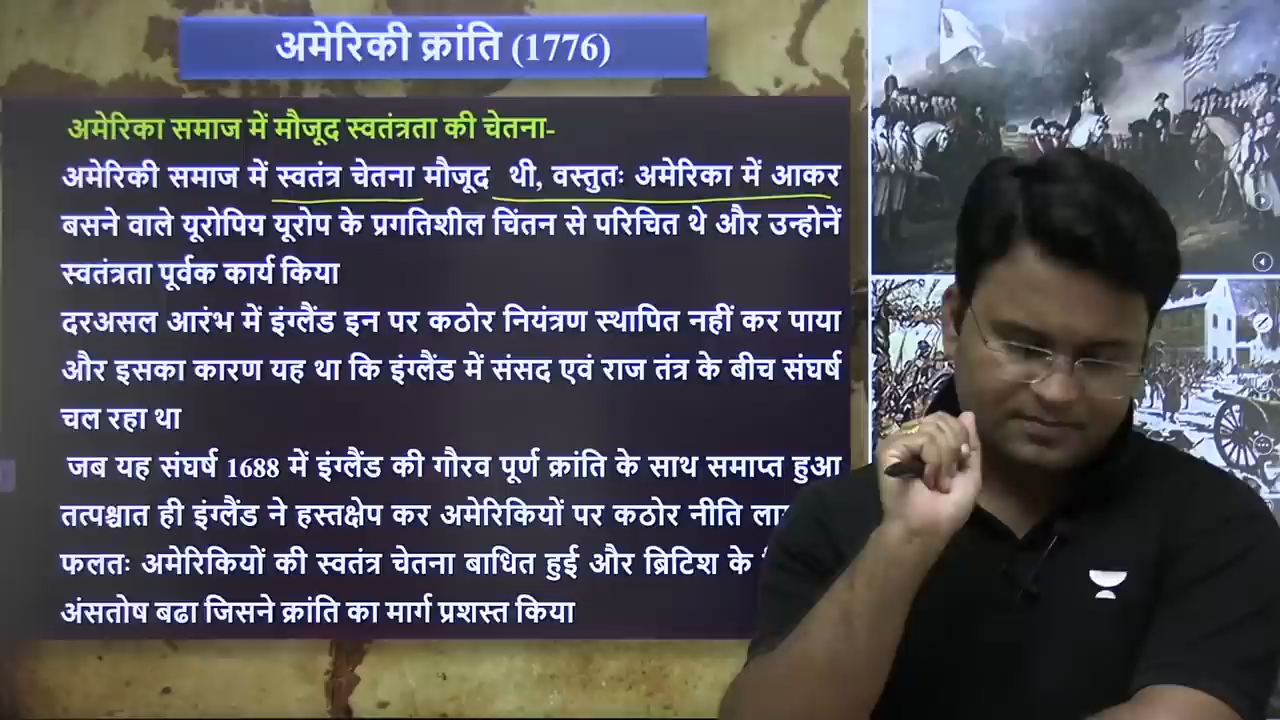 अमेरिकी क्रांति (1776)
अमेरिका समाज में मौजूद स्वतंत्रता की चेतना-
अमेरिकी समाज में स्वतंत्र चेतना मौजूद थी, वस्तुतः अमेरिका में आकर
बसने वाले यूरोपिय यूरोप के प्रगतिशील चिंतन से परिचित थे और उन्होनें
स्वतंत्रता पूर्वक कार्य किया
दरअसल आरंभ में इंग्लैंड इन पर कठोर नियंत्रण स्थापित नहीं कर पाया
और इसका कारण यह था कि इंग्लैंड में संसद एवं राज तंत्र के बीच संघर्ष
चल रहा था
जब यह संघर्ष 1688 में इंग्लैंड की गौरव पूर्ण क्रांति के साथ समाप्त हुआ
तत्पश्चात ही इंग्लैंड ने हस्तक्षेप कर अमेरिकियों पर कठोर नीति
फलतः अमेरिकियों की स्वतंत्र चेतना बाधित हुई और ब्रिटिश के
अंसतोष बढा जिसने क्रांति का मार्ग प्रशस्त किया